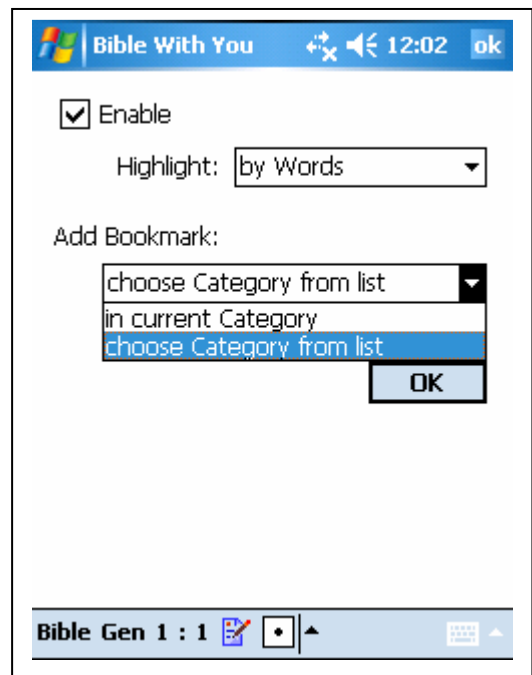 Bible With You 12:02 ok
Enable
Highlight: by Words
Add Bookmark:
choose Category from list
in current Category
choose Category from list
OK
Bible Gen 1 : 1